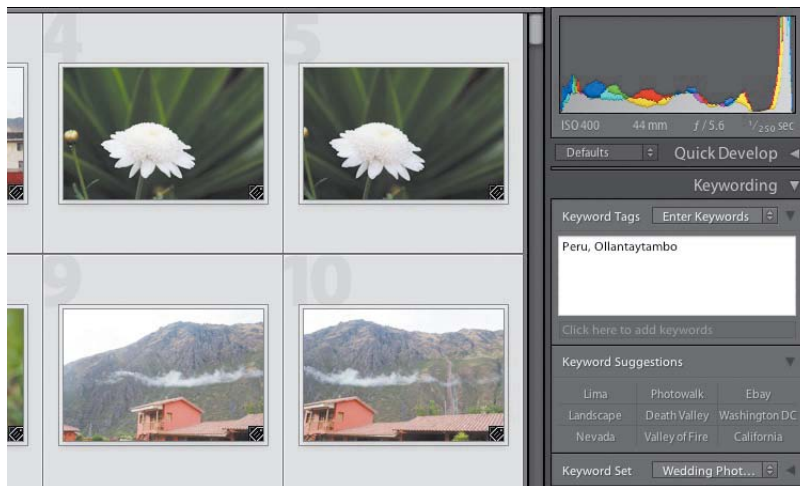 4
5
9
10
ISO 400 44 mm f / 5.6 1/250 sec
Defaults Quick Develop
Keywording
Keyword Tags Enter Keywords
Peru, Ollantaytambo
Click here to add keywords
Keyword Suggestions
Lima Photowalk Ebay
Landscape Death Valley Washington DC
Nevada Valley of Fire California
Keyword Set Wedding Phot...